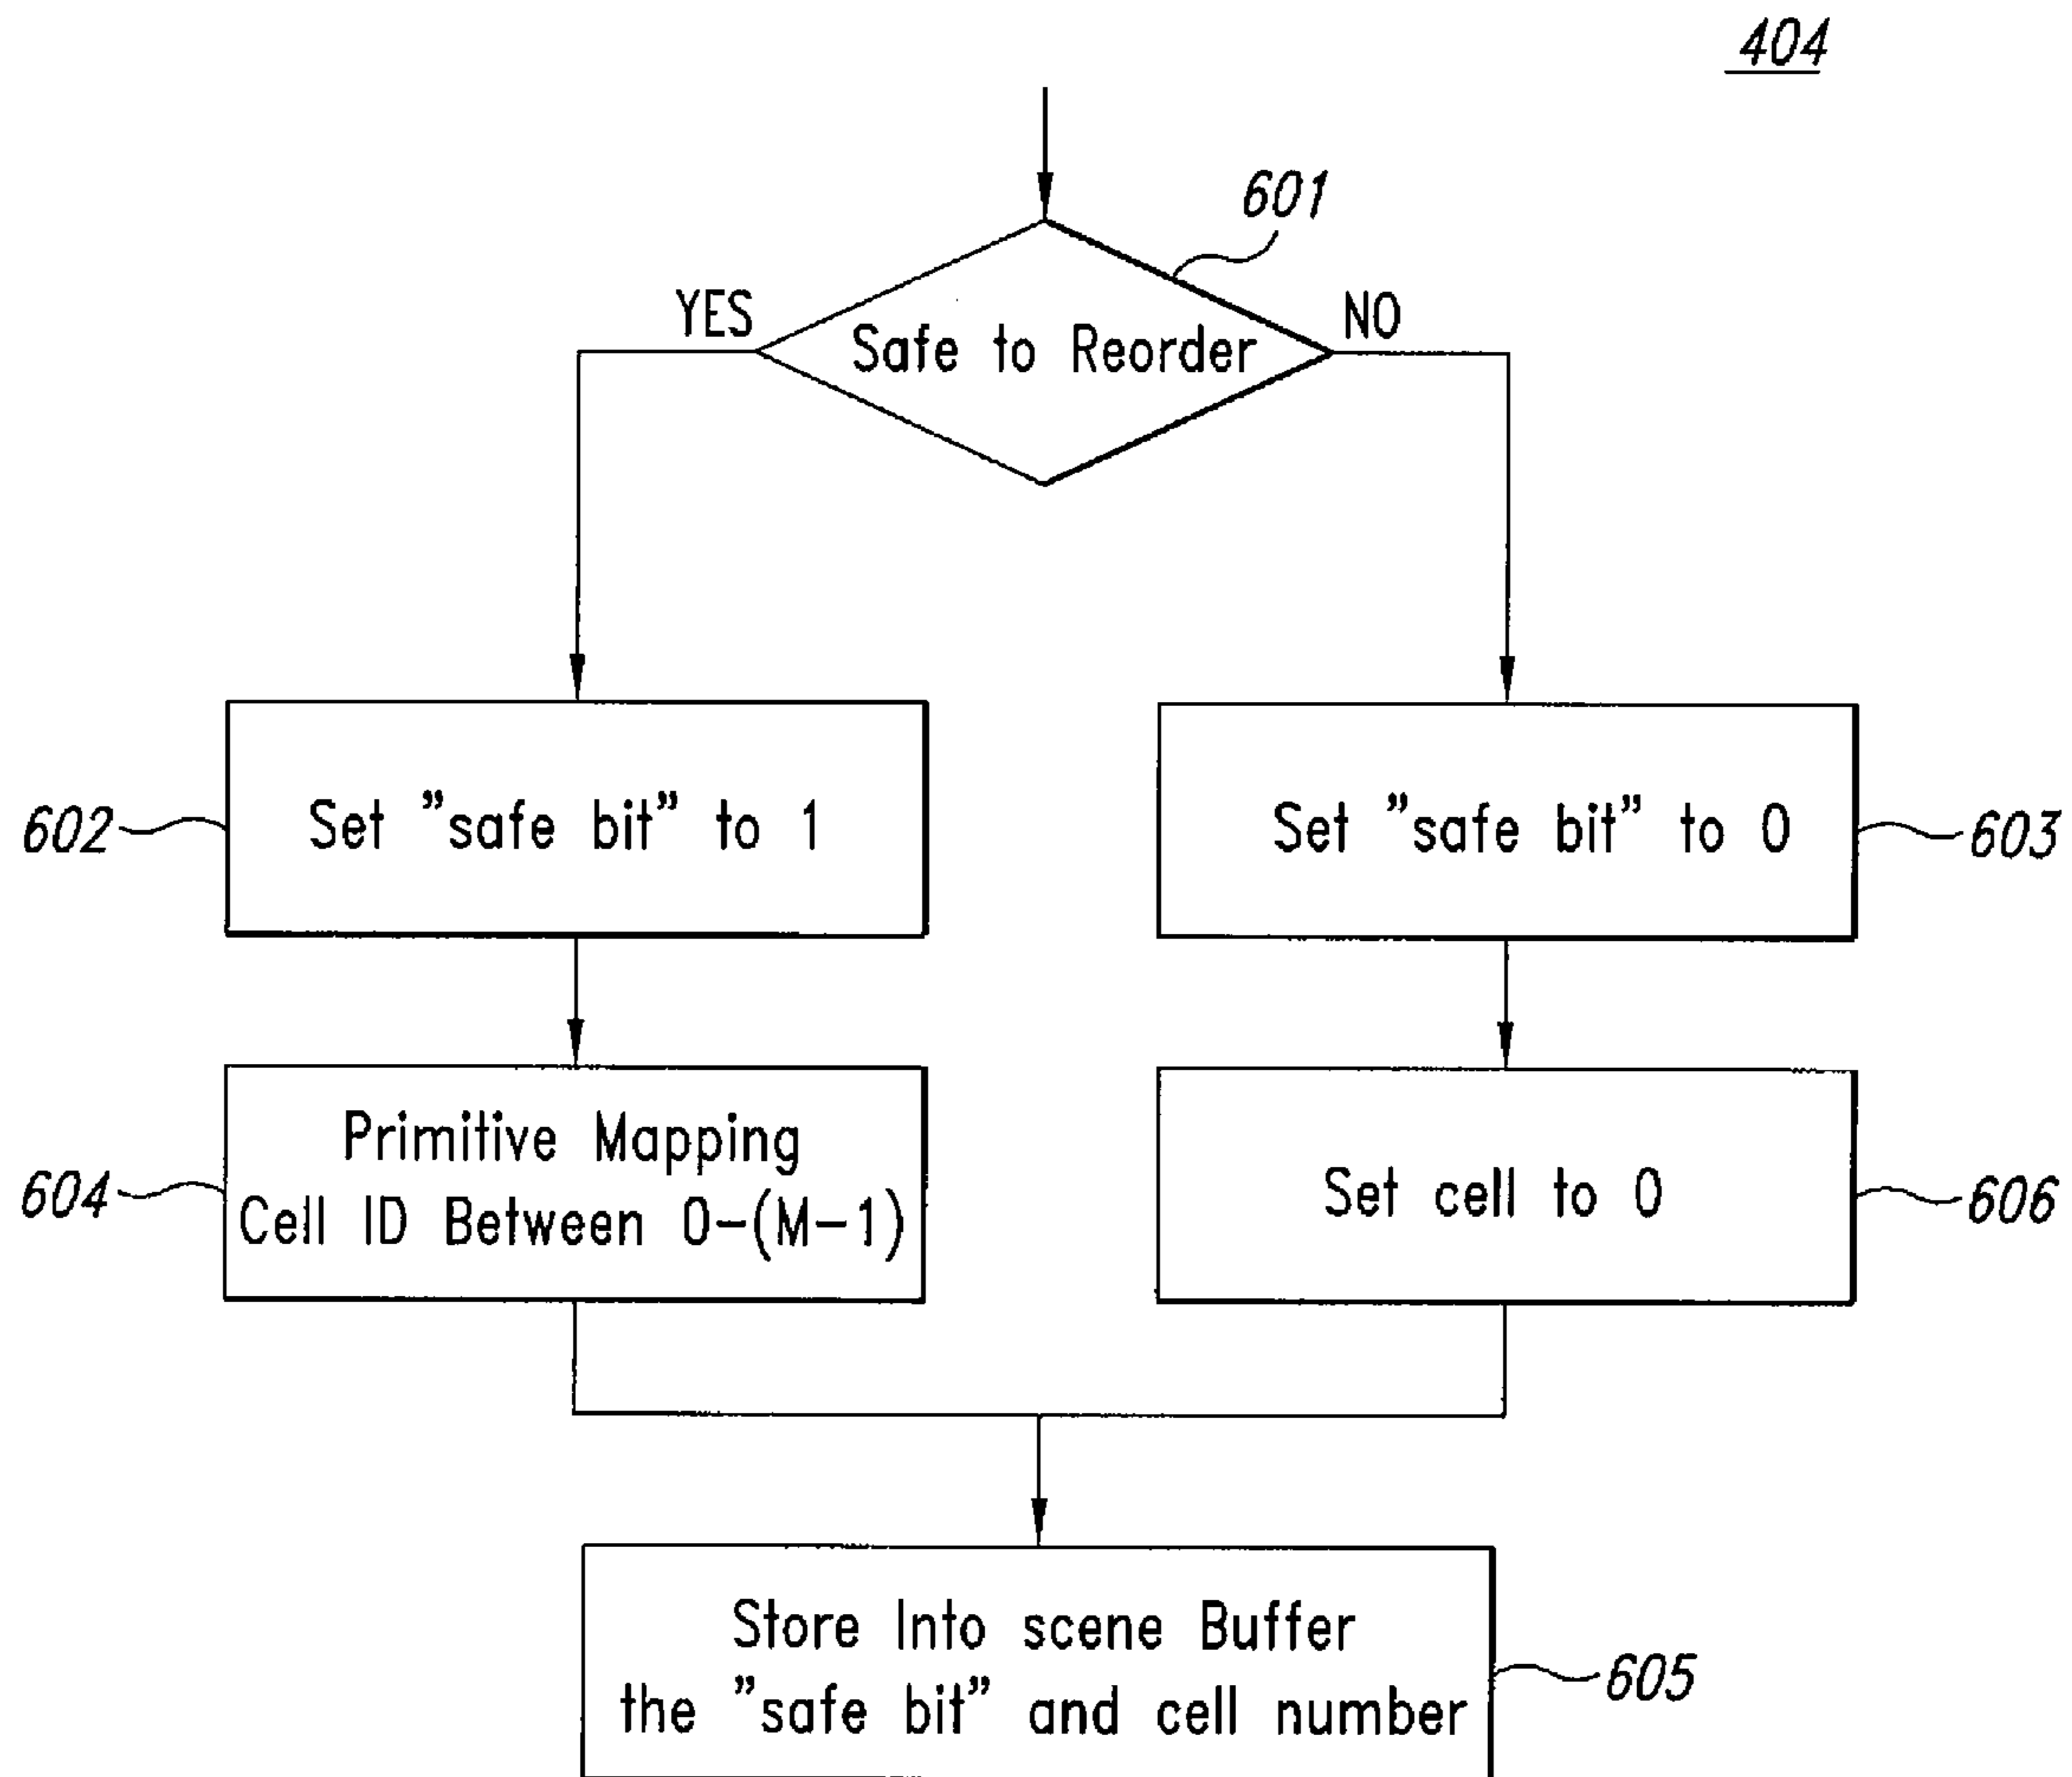 404
601
YES
NO
Safe to Reorder
602
Set "safe bit" to 1
Set "safe bit" to 0
603
604
Primitive Mapping
Cell ID Between 0-(M-1)
Set cell to 0
606
Store Into scene Buffer
the "safe bit" and cell number
605